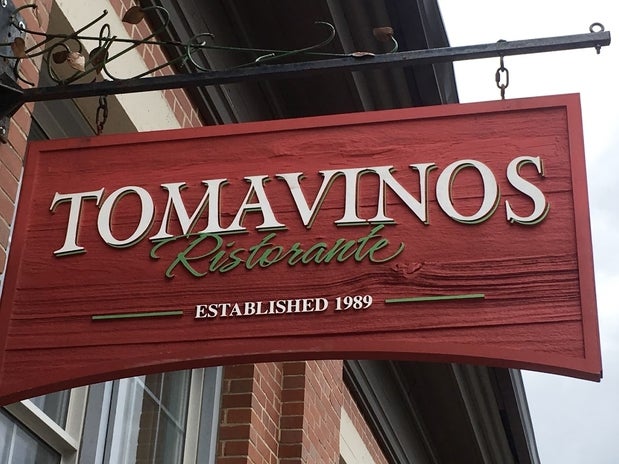 TOMAVINOS
Ristorante
ESTABLISHED 1989